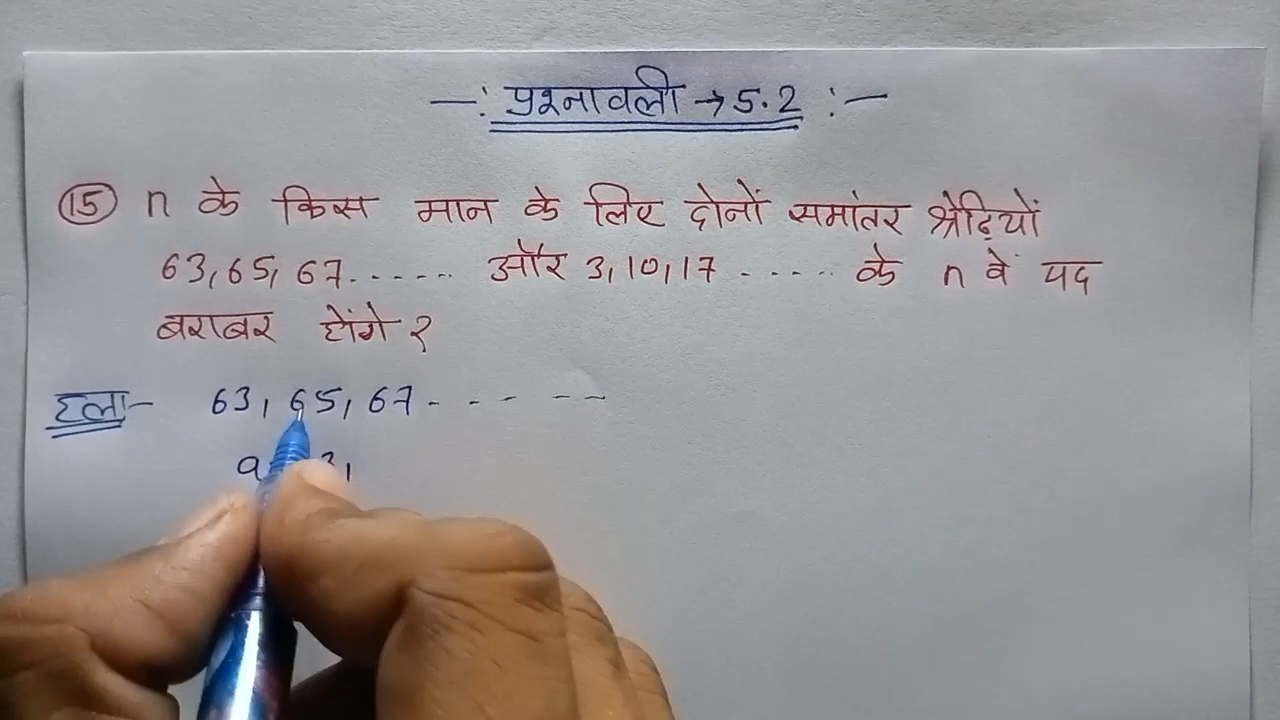 —: प्रश्नावली → 5.2 :—
15 n के किस मान के लिए दोनों समांतर श्रेढ़ियों
63, 65, 67. ..... और 3, 10, 17 ..... के n वें पद
बराबर होंगे ?
हल :- 63, 65, 67 - - - - -
a 3,